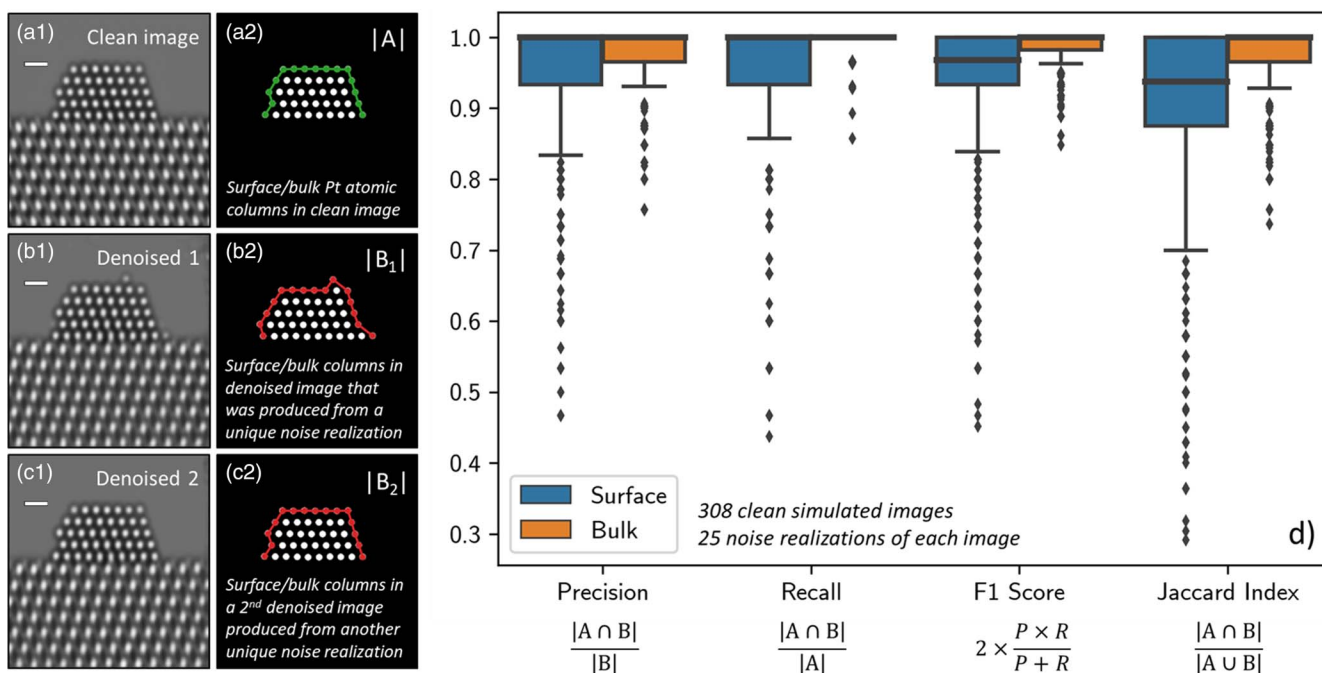 (a1)
Clean image
(a2)
|A|
Surface/bulk Pt atomic
columns in clean image
(b1)
Denoised 1
(b2)
|B₁|
Surface/bulk columns in
denoised image that
was produced from a
unique noise realization
(c1)
Denoised 2
(c2)
|B₂|
Surface/bulk columns in
a 2ⁿᵈ denoised image
produced from another
unique noise realization
1.0
0.9
0.8
0.7
0.6
0.5
0.4
0.3
Surface
Bulk
308 clean simulated images
25 noise realizations of each image
d)
Precision
Recall
F1 Score
Jaccard Index
|A ∩ B|
|B|
|A ∩ B|
|A|
2 × P × R
P + R
|A ∩ B|
|A ∪ B|